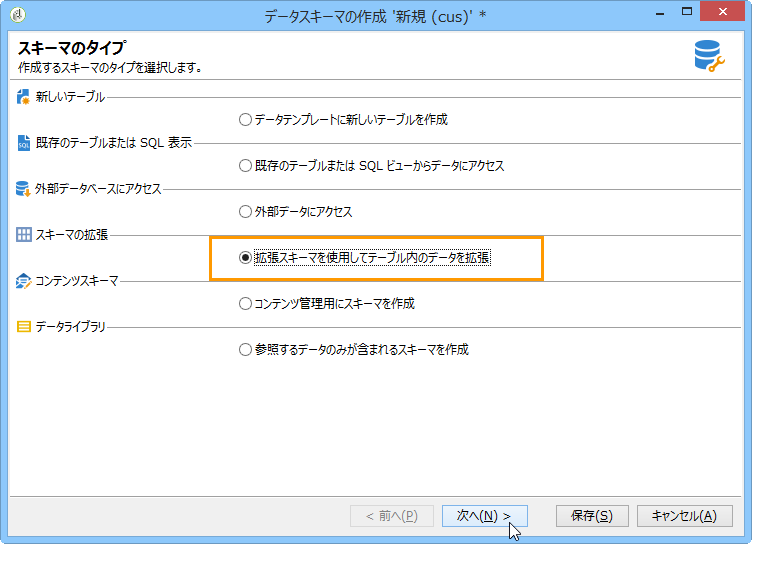 データスキーマの作成 '新規 (cus)' *
スキーマのタイプ
作成するスキーマのタイプを選択します。
新しいテーブル
データテンプレートに新しいテーブルを作成
既存のテーブルまたは SQL 表示
既存のテーブルまたは SQL ビューからデータにアクセス
外部データベースにアクセス
外部データにアクセス
スキーマの拡張
拡張スキーマを使用してテーブル内のデータを拡張
コンテンツスキーマ
コンテンツ管理用にスキーマを作成
データライブラリ
参照するデータのみが含まれるスキーマを作成
< 前へ(P) 次へ(N) > 保存(S) キャンセル(A)